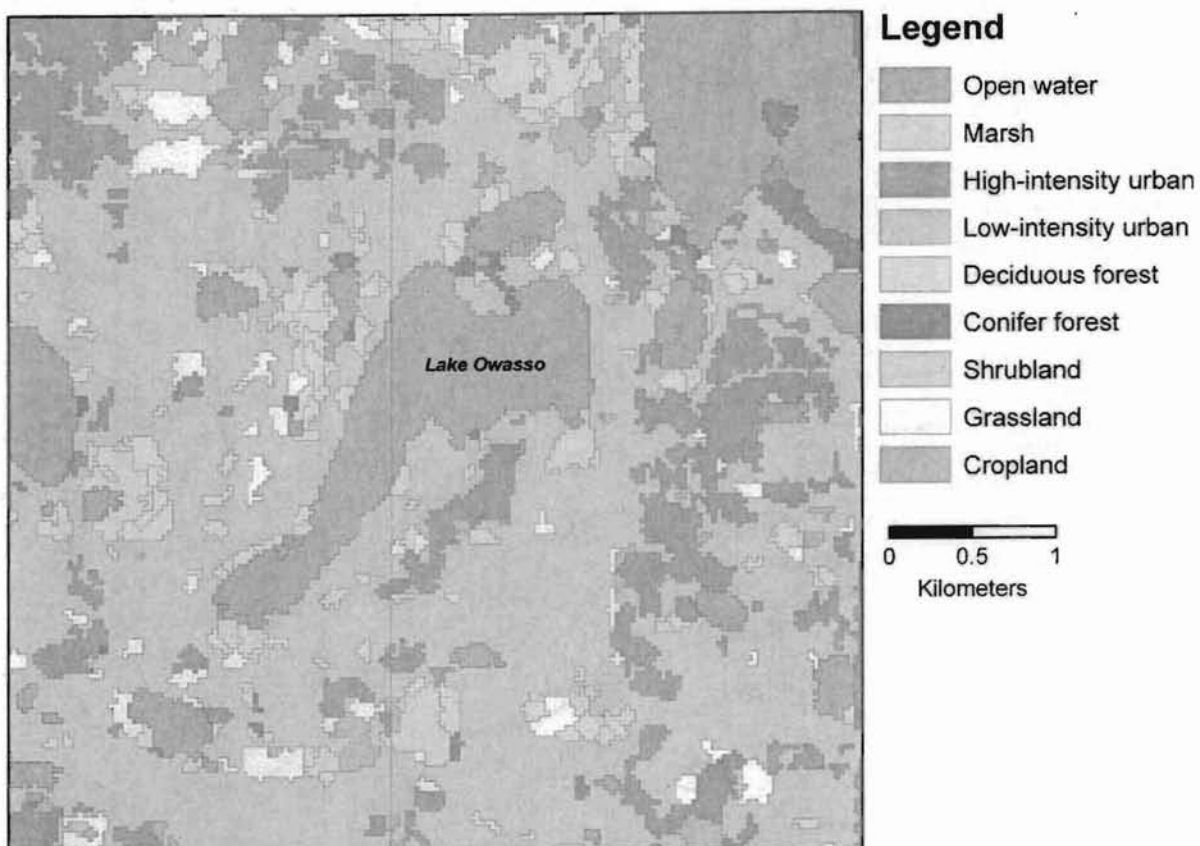 Legend
Open water
Marsh
High-intensity urban
Low-intensity urban
Deciduous forest
Conifer forest
Shrubland
Grassland
Cropland
Lake Owasso
0 0.5 1
Kilometers